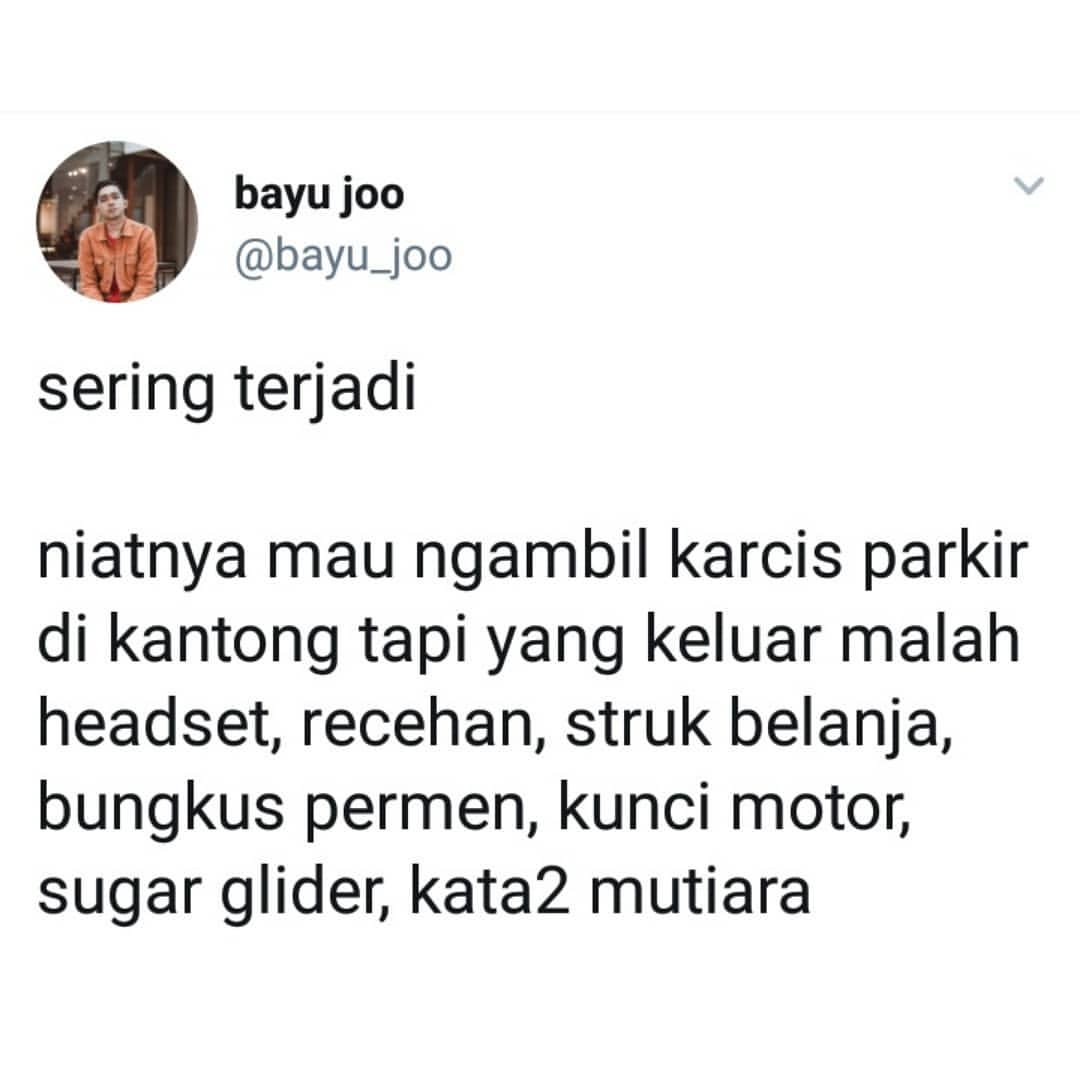 bayu joo
@bayu_joo
sering terjadi
niatnya mau ngambil karcis parkir
di kantong tapi yang keluar malah
headset, recehan, struk belanja,
bungkus permen, kunci motor,
sugar glider, kata2 mutiara